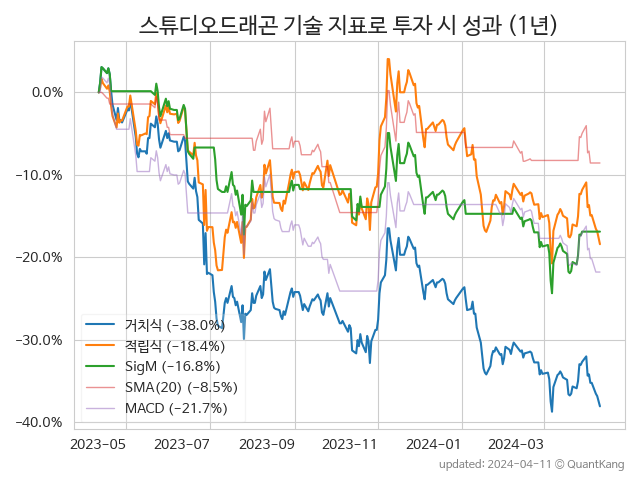 스튜디오드래곤 기술 지표로 투자 시 성과 (1년)
0.0%
−10.0%
−20.0%
−30.0%
−40.0%
거치식 (−38.0%)
적립식 (−18.4%)
SigM (−16.8%)
SMA(20) (−8.5%)
MACD (−21.7%)
2023-05 2023-07 2023-09 2023-11 2024-01 2024-03
updated: 2024-04-11 © QuantKang